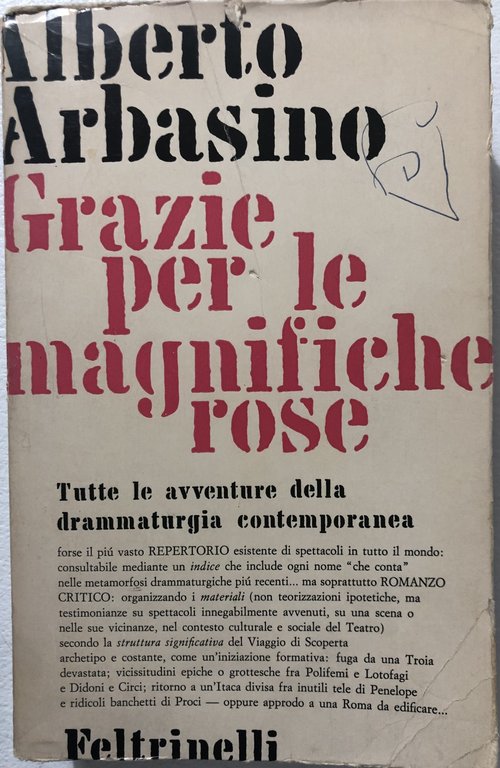 Alberto
Arbasino
Grazie
per le
magnifiche
rose
Tutte le avventure della
drammaturgia contemporanea
forse il piú vasto REPERTORIO esistente di spettacoli in tutto il mondo:
consultabile mediante un indice che include ogni nome “che conta”
nelle metamorfosi drammaturgiche piú recenti... ma soprattutto ROMANZO
CRITICO: organizzando i materiali (non teorizzazioni ipotetiche, ma
testimonianze su spettacoli innegabilmente avvenuti, su una scena o
nelle sue vicinanze, nel contesto culturale e sociale del Teatro)
secondo la struttura significativa del Viaggio di Scoperta
archetipo e costante, come un'iniziazione formativa: fuga da una Troia
devastata; vicissitudini epiche o grottesche fra Polifemi e Lotofagi
e Didoni e Circi; ritorno a un'Itaca divisa fra inutili tele di Penelope
e ridicoli banchetti di Proci — oppure approdo a una Roma da edificare...
Feltrinelli